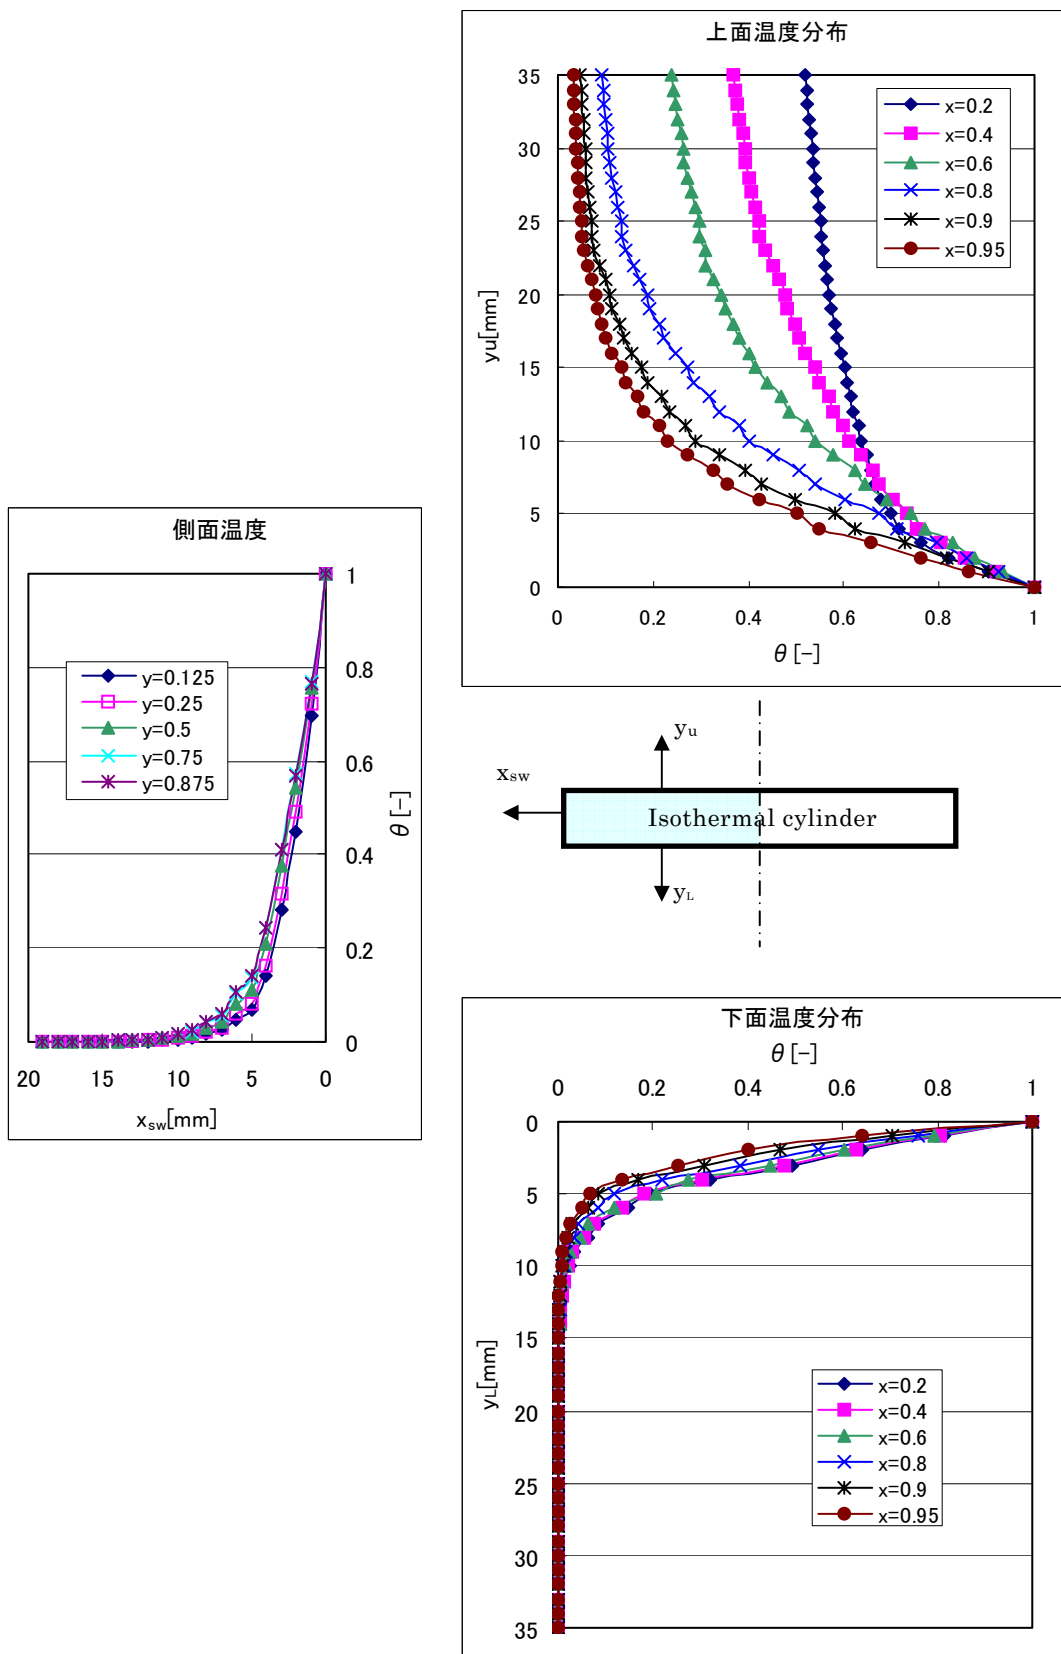 上面温度分布
35
30
25
20
15
10
5
0
yu[mm]
0 0.2 0.4 0.6 0.8 1
θ [-]
x=0.2
x=0.4
x=0.6
x=0.8
x=0.9
x=0.95
側面温度
1
0.8
0.6
0.4
0.2
0
θ [-]
20 15 10 5 0
xsw[mm]
y=0.125
y=0.25
y=0.5
y=0.75
y=0.875
yu
xsw
Isothermal cylinder
yL
下面温度分布
θ [-]
0 0.2 0.4 0.6 0.8 1
0
5
10
15
20
25
30
35
yL[mm]
x=0.2
x=0.4
x=0.6
x=0.8
x=0.9
x=0.95